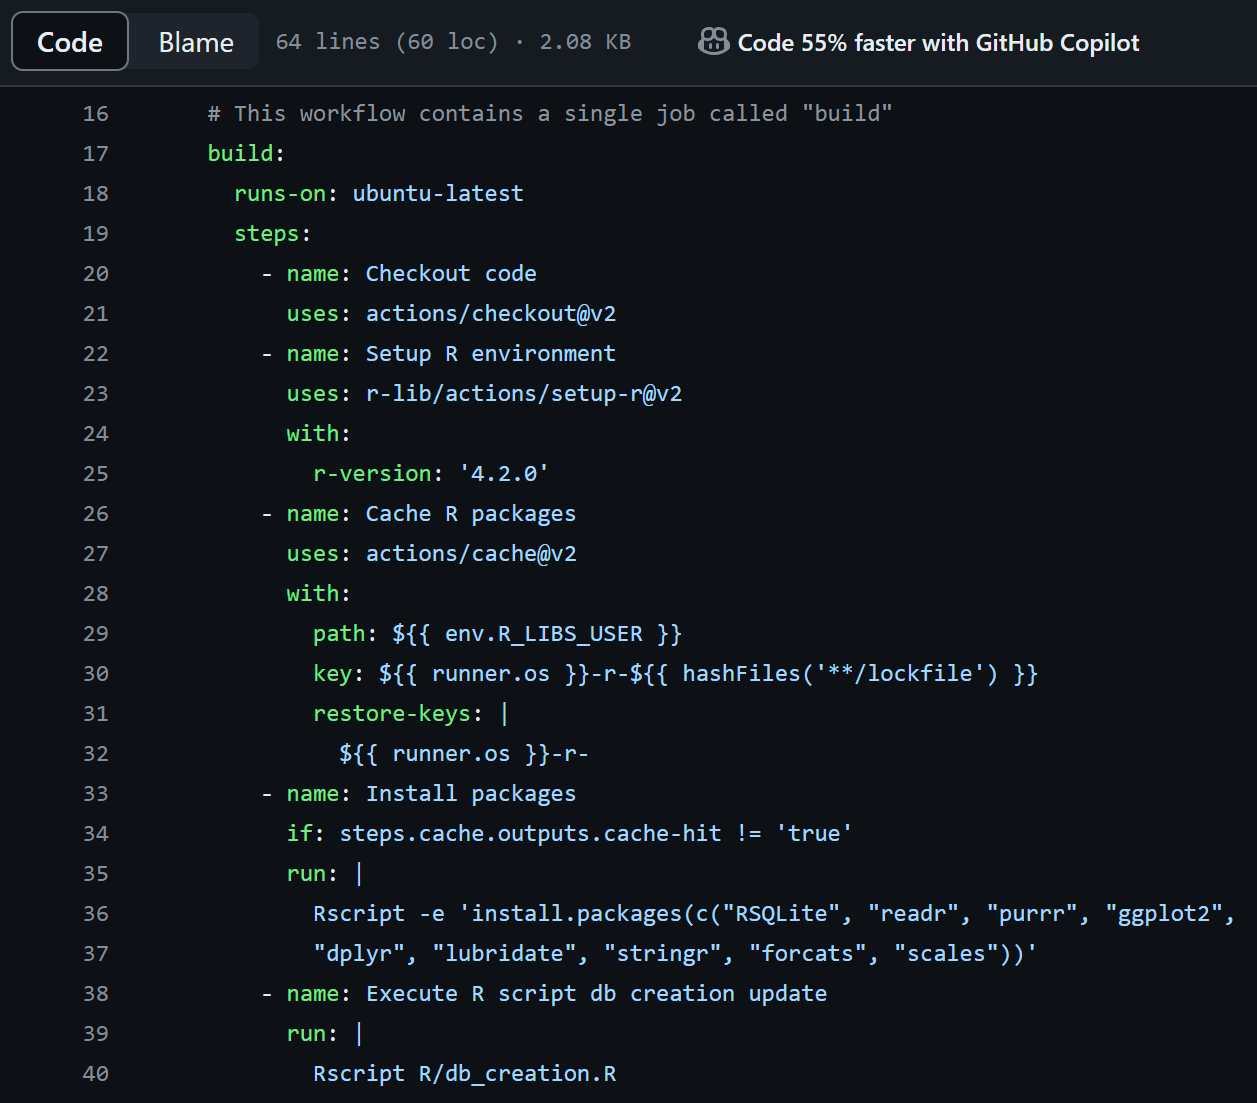 Code Blame 64 lines (60 loc) · 2.08 KB Code 55% faster with GitHub Copilot
16 # This workflow contains a single job called "build"
17 build:
18 runs-on: ubuntu-latest
19 steps:
20 - name: Checkout code
21 uses: actions/checkout@v2
22 - name: Setup R environment
23 uses: r-lib/actions/setup-r@v2
24 with:
25 r-version: '4.2.0'
26 - name: Cache R packages
27 uses: actions/cache@v2
28 with:
29 path: ${{ env.R_LIBS_USER }}
30 key: ${{ runner.os }}-r-${{ hashFiles('**/lockfile') }}
31 restore-keys: |
32 ${{ runner.os }}-r-
33 - name: Install packages
34 if: steps.cache.outputs.cache-hit != 'true'
35 run: |
36 Rscript -e 'install.packages(c("RSQLite", "readr", "purrr", "ggplot2",
37 "dplyr", "lubridate", "stringr", "forcats", "scales"))'
38 - name: Execute R script db creation update
39 run: |
40 Rscript R/db_creation.R